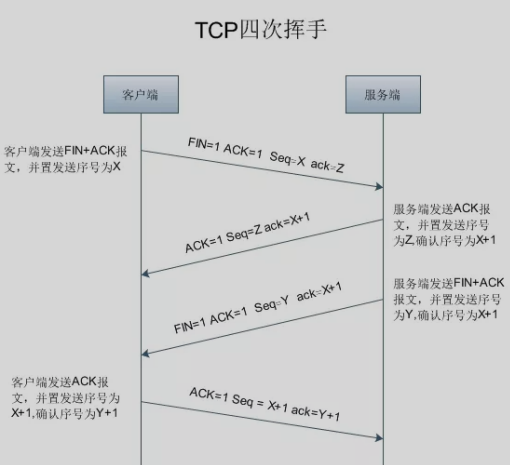 TCP四次挥手
客户端
服务端
FIN=1 ACK=1 Seq=X ack=Z
客户端发送FIN+ACK报
文，并置发送序号为X
服务端发送ACK报
文，并置发送序号
为Z,确认序号为X+1
ACK=1 Seq=Z ack=X+1
服务端发送FIN+ACK
报文，并置发送序号
为Y,确认序号为X+1
FIN=1 ACK=1 Seq=Y ack=X+1
客户端发送ACK报
文，并置发送序号为
X+1,确认序号为Y+1
ACK=1 Seq = X+1 ack=Y+1